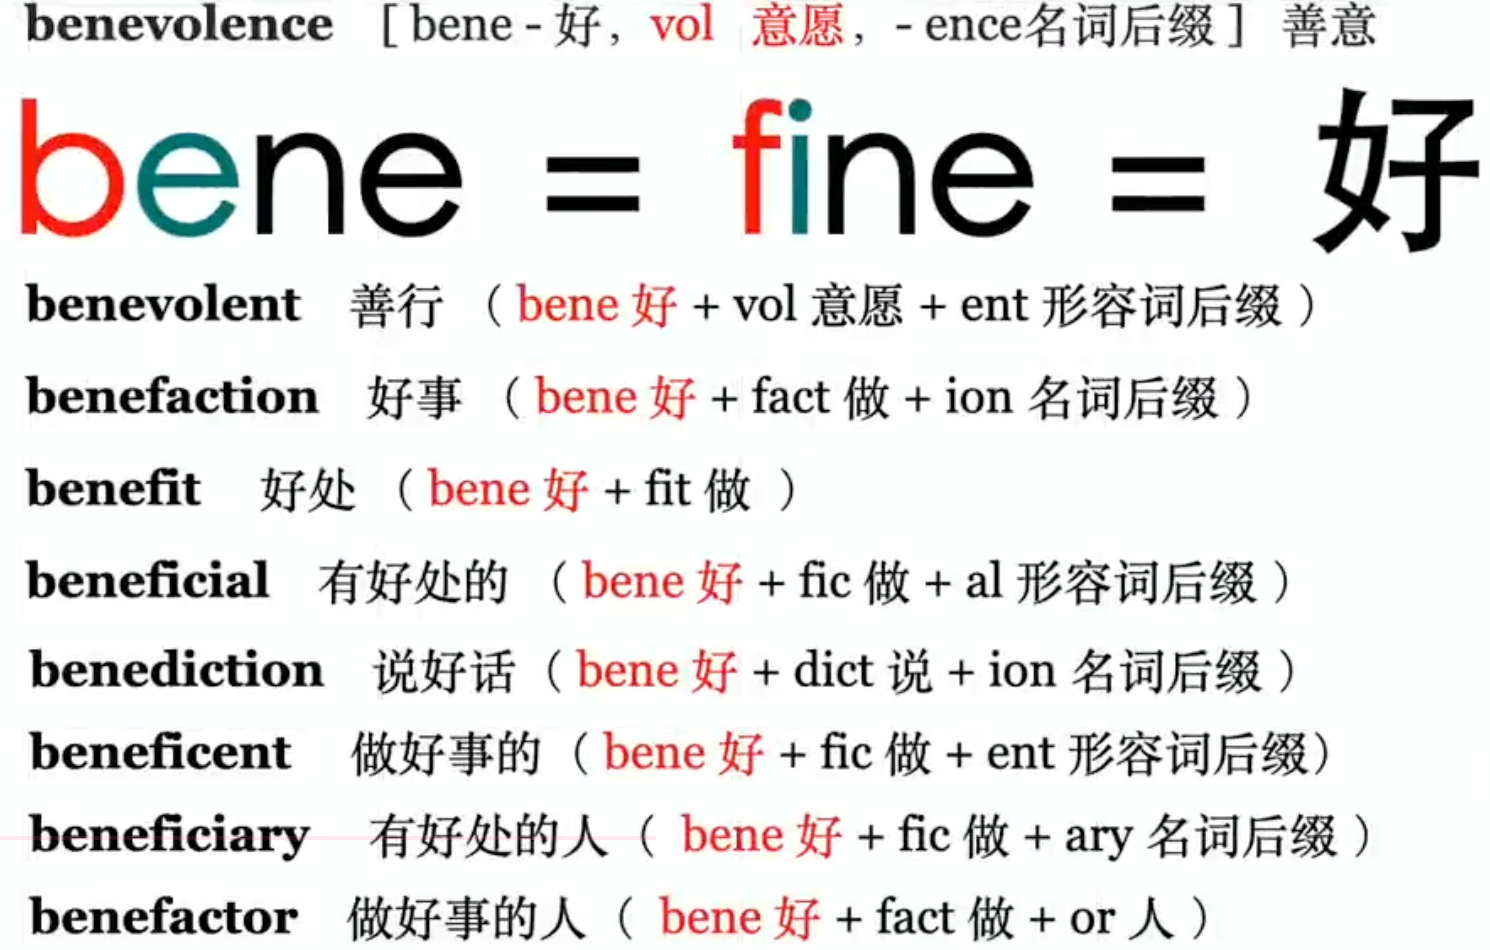 benevolence [ bene - 好, vol 意愿, - ence名词后缀 ] 善意
bene = fine = 好
benevolent 善行 （ bene 好 + vol 意愿 + ent 形容词后缀 ）
benefaction 好事 （ bene 好 + fact 做 + ion 名词后缀 ）
benefit 好处 （ bene 好 + fit 做 ）
beneficial 有好处的 （ bene 好 + fic 做 + al 形容词后缀 ）
benediction 说好话 （ bene 好 + dict 说 + ion 名词后缀 ）
beneficent 做好事的 （ bene 好 + fic 做 + ent 形容词后缀）
beneficiary 有好处的人 （ bene 好 + fic 做 + ary 名词后缀 ）
benefactor 做好事的人 （ bene 好 + fact 做 + or 人 ）